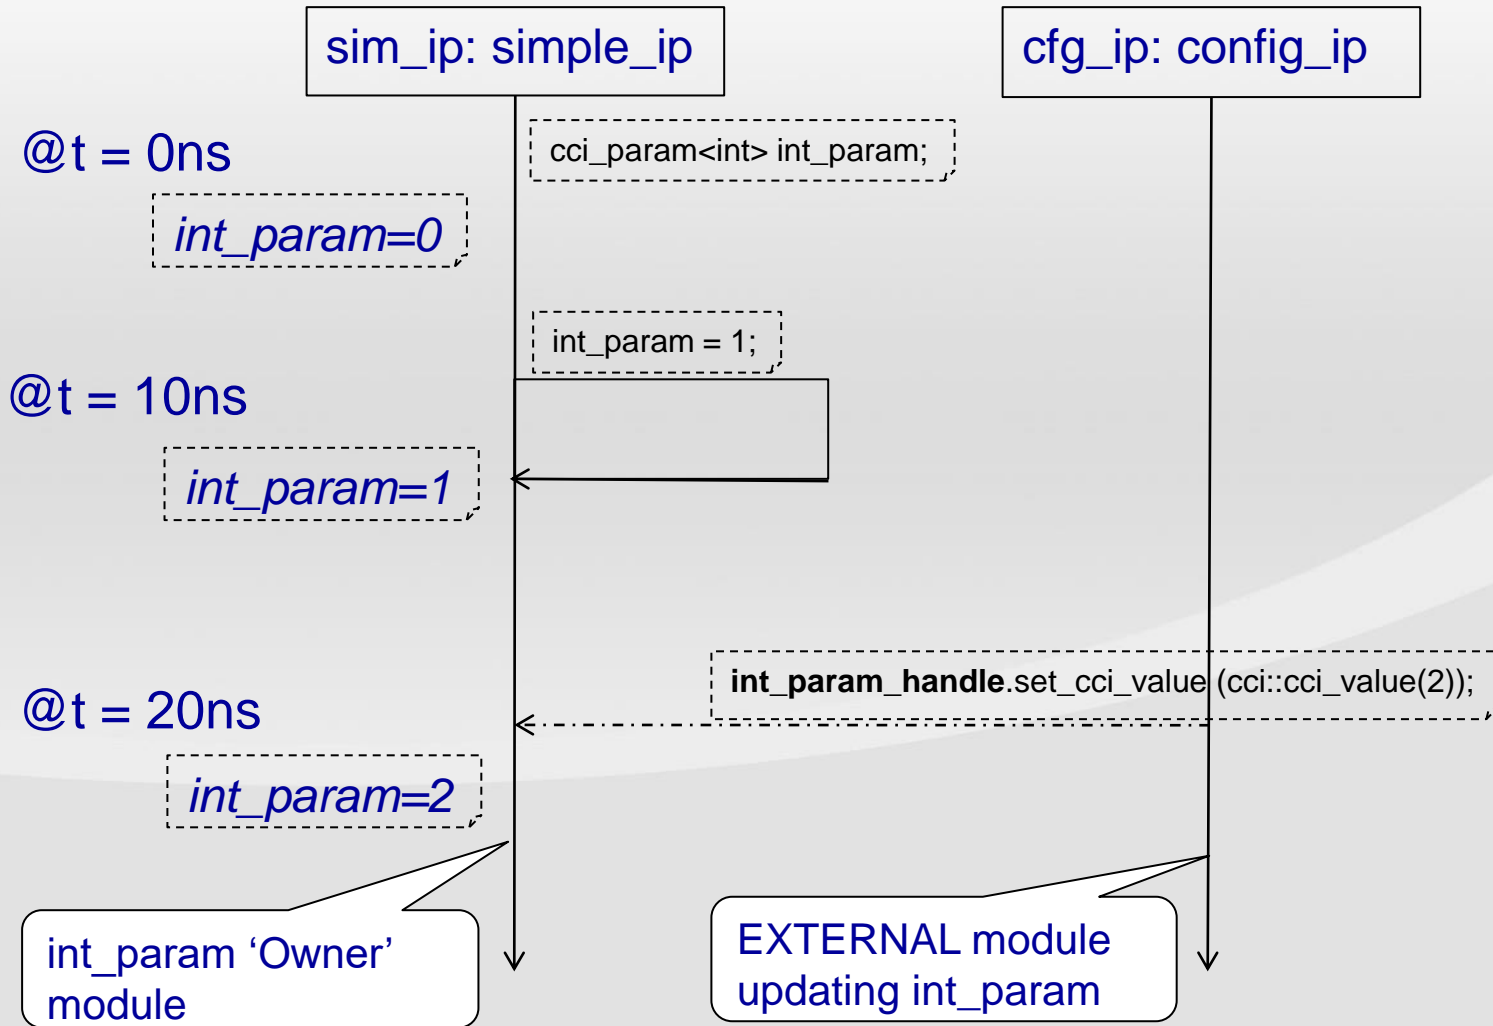 sim_ip: simple_ip
cfg_ip: config_ip
@t = 0ns
cci_param<int> int_param;
int_param=0
int_param = 1;
@t = 10ns
int_param=1
int_param_handle.set_cci_value (cci::cci_value(2));
@t = 20ns
int_param=2
int_param ‘Owner’
module
EXTERNAL module
updating int_param